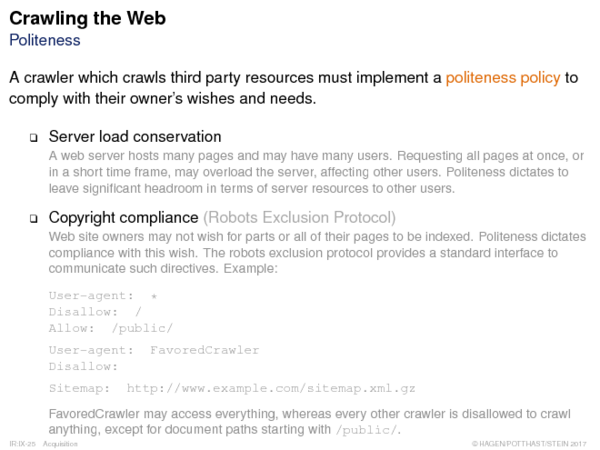 Crawling the Web
Politeness
A crawler which crawls third party resources must implement a politeness policy to
comply with their owner's wishes and needs.
❑ Server load conservation
A web server hosts many pages and may have many users. Requesting all pages at once, or
in a short time frame, may overload the server, affecting other users. Politeness dictates to
leave significant headroom in terms of server resources to other users.
❑ Copyright compliance (Robots Exclusion Protocol)
Web site owners may not wish for parts or all of their pages to be indexed. Politeness dictates
compliance with this wish. The robots exclusion protocol provides a standard interface to
communicate such directives. Example:
User-agent: *
Disallow: /
Allow: /public/
User-agent: FavoredCrawler
Disallow:
Sitemap: http://www.example.com/sitemap.xml.gz
FavoredCrawler may access everything, whereas every other crawler is disallowed to crawl
anything, except for document paths starting with /public/.
IR:IX-25 Acquisition © HAGEN/POTTHAST/STEIN 2017